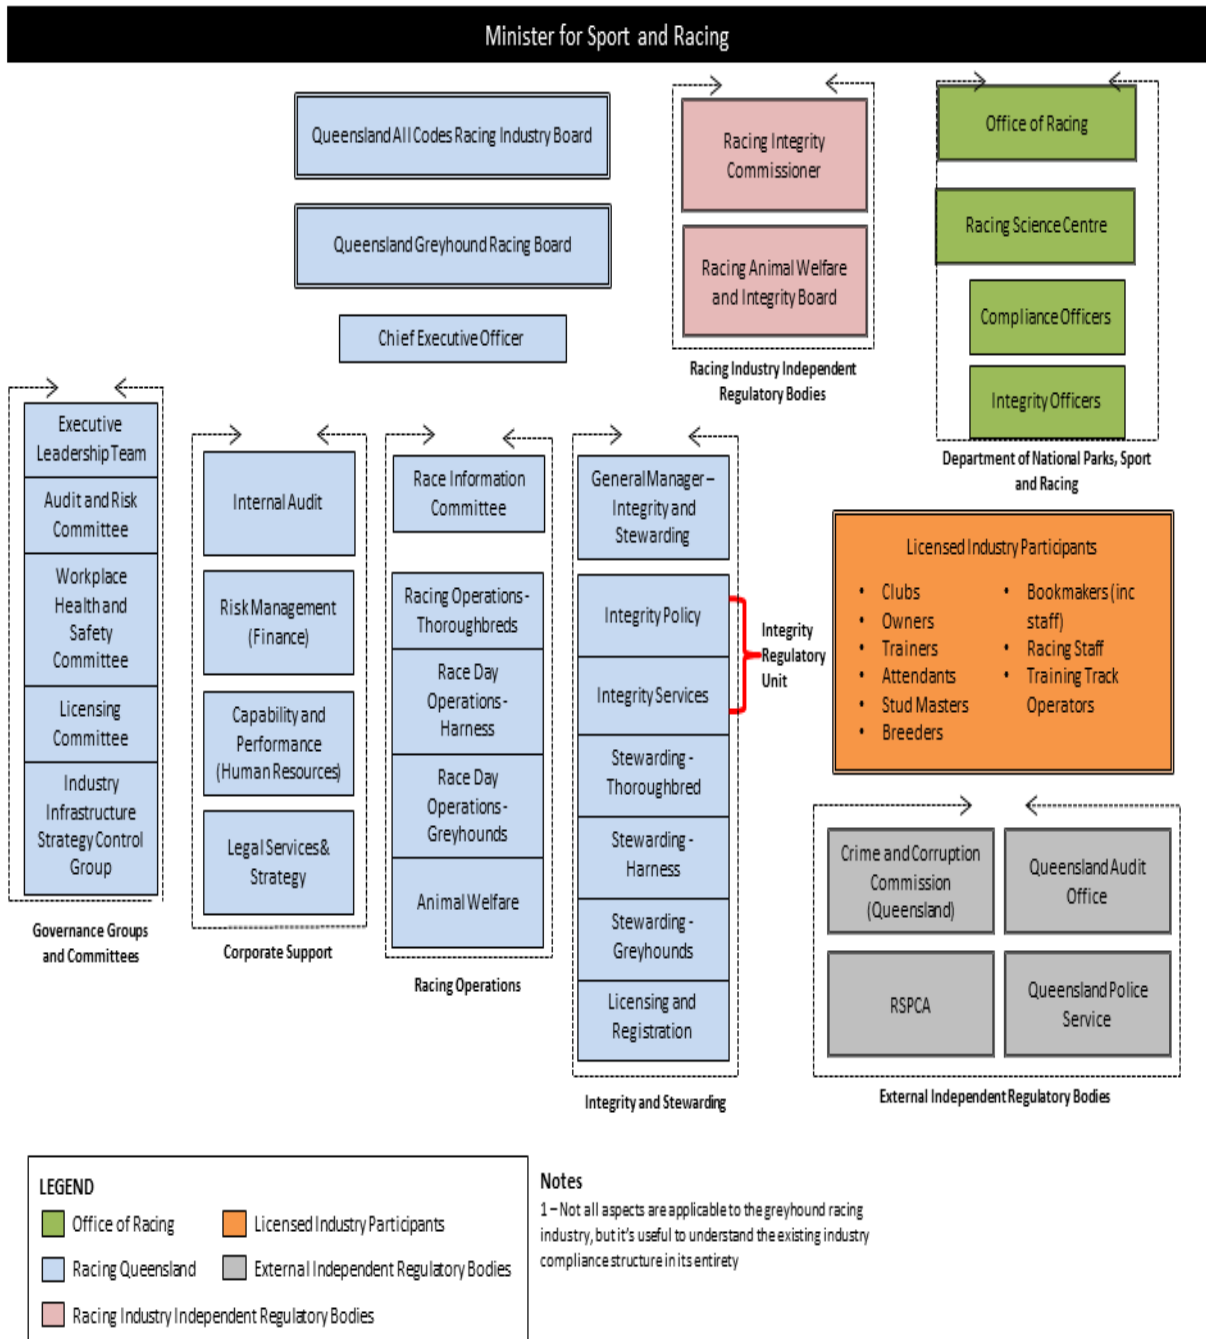 Minister for Sport and Racing
Queensland All Codes Racing Industry Board
Queensland Greyhound Racing Board
Chief Executive Officer
Racing Integrity
Commissioner
Racing Animal Welfare
and Integrity Board
Racing Industry Independent
Regulatory Bodies
Office of Racing
Racing Science Centre
Compliance Officers
Integrity Officers
Department of National Parks, Sport
and Racing
Executive
Leadership Team
Audit and Risk
Committee
Workplace
Health and
Safety
Committee
Licensing
Committee
Industry
Infrastructure
Strategy Control
Group
Governance Groups
and Committees
Internal Audit
Risk Management
(Finance)
Capability and
Performance
(Human Resources)
Legal Services &
Strategy
Corporate Support
Race Information
Committee
Racing Operations-
Thoroughbreds
Race Day
Operations-
Harness
Race Day
Operations-
Greyhounds
Animal Welfare
Racing Operations
General Manager –
Integrity and
Stewarding
Integrity Policy
Integrity Services
Stewarding -
Thoroughbred
Stewarding -
Harness
Stewarding -
Greyhounds
Licensing and
Registration
Integrity and Stewarding
Integrity
Regulatory
Unit
Licensed Industry Participants
• Clubs
• Owners
• Trainers
• Attendants
• Stud Masters
• Breeders
• Bookmakers (inc
staff)
• Racing Staff
• Training Track
Operators
Crime and Corruption
Commission
(Queensland)
Queensland Audit
Office
RSPCA
Queensland Police
Service
External Independent Regulatory Bodies
LEGEND
Office of Racing
Licensed Industry Participants
Racing Queensland
External Independent Regulatory Bodies
Racing Industry Independent Regulatory Bodies
Notes
1 – Not all aspects are applicable to the greyhound racing
industry, but it's useful to understand the existing industry
compliance structure in its entirety